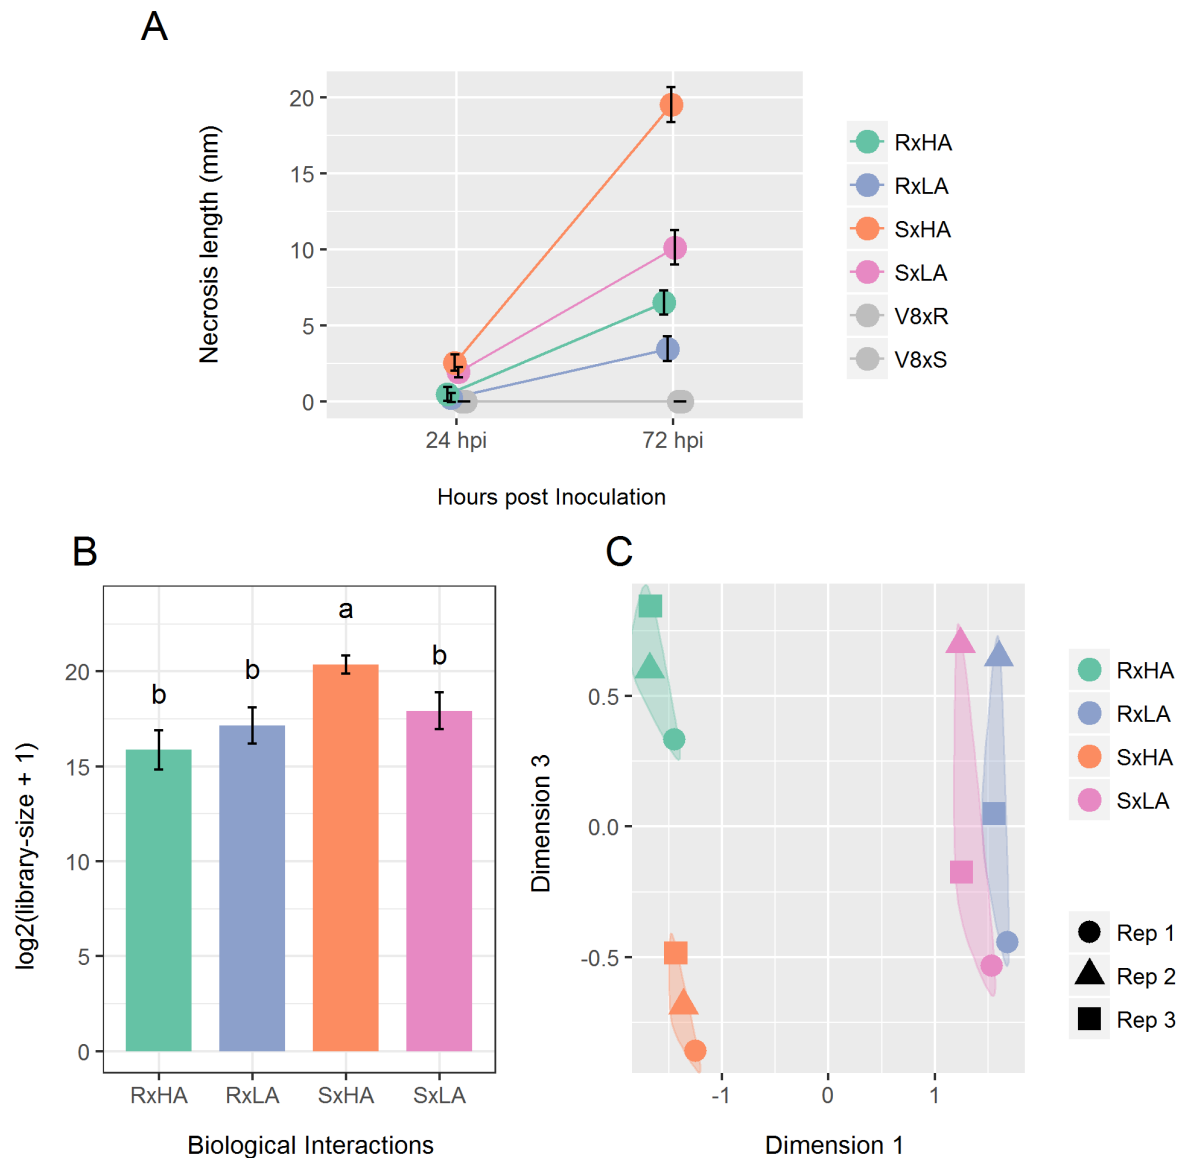 A
Necrosis length (mm)
20
15
10
5
0
24 hpi
72 hpi
Hours post Inoculation
RxHA
RxLA
SxHA
SxLA
V8xR
V8xS
B
log2(library-size + 1)
20
15
10
5
0
b
b
a
b
RxHA
RxLA
SxHA
SxLA
Biological Interactions
C
Dimension 3
0.5
0.0
-0.5
-1
0
1
Dimension 1
RxHA
RxLA
SxHA
SxLA
Rep 1
Rep 2
Rep 3